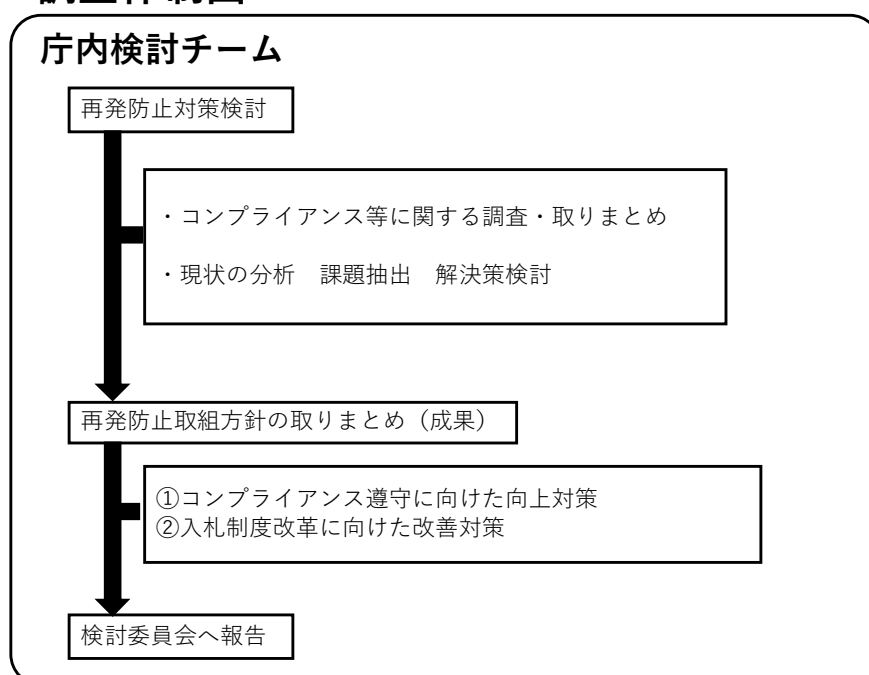 庁内検討チーム
再発防止対策検討
・コンプライアンス等に関する調査・取りまとめ
・現状の分析　課題抽出　解決策検討
再発防止取組方針の取りまとめ（成果）
①コンプライアンス遵守に向けた向上対策
②入札制度改革に向けた改善対策
検討委員会へ報告